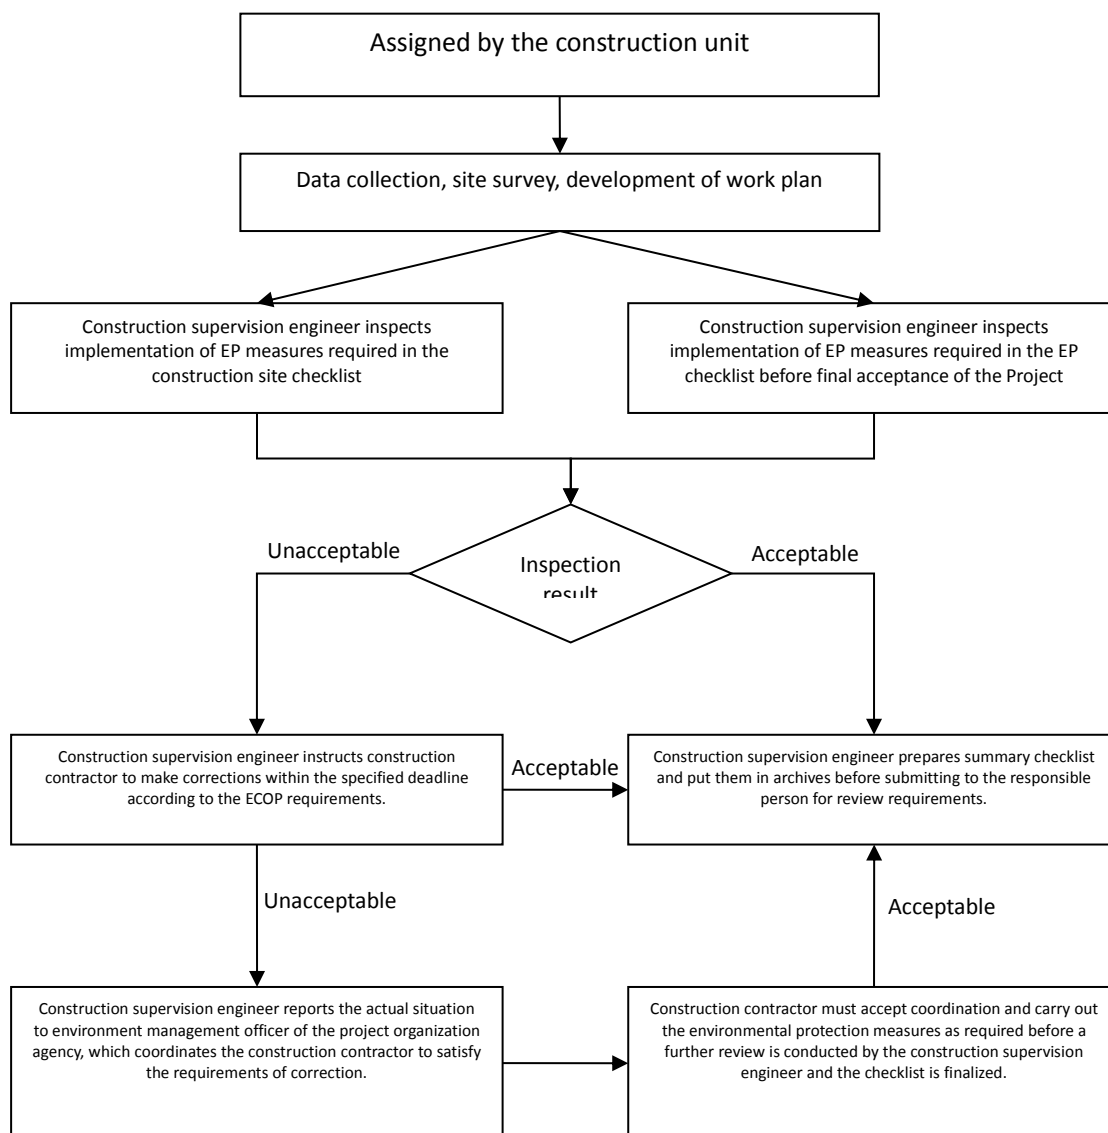 Assigned by the construction unit
Data collection, site survey, development of work plan
Construction supervision engineer inspects
implementation of EP measures required in the
construction site checklist
Construction supervision engineer inspects
implementation of EP measures required in the EP
checklist before final acceptance of the Project
Unacceptable
Acceptable
Inspection
result
Construction supervision engineer instructs construction
contractor to make corrections within the specified deadline
according to the ECOP requirements.
Acceptable
Construction supervision engineer prepares summary checklist
and put them in archives before submitting to the responsible
person for review requirements.
Unacceptable
Acceptable
Construction supervision engineer reports the actual situation
to environment management officer of the project organization
agency, which coordinates the construction contractor to satisfy
the requirements of correction.
Construction contractor must accept coordination and carry out
the environmental protection measures as required before a
further review is conducted by the construction supervision
engineer and the checklist is finalized.